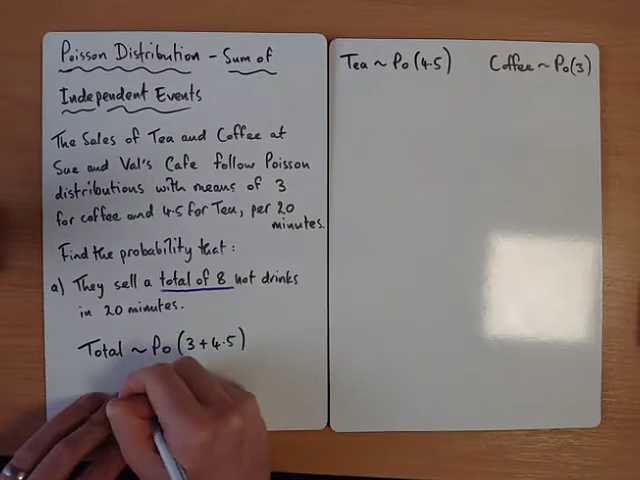 Poisson Distribution - Sum of
Independent Events
The Sales of Tea and Coffee at
Sue and Val's Cafe follow Poisson
distributions with means of 3
for coffee and 4.5 for Tea, per 20
minutes.
Find the probability that:
a) They sell a total of 8 hot drinks
in 20 minutes.
Total ~ Po (3+4.5)
Tea ~ Po (4.5)
Coffee ~ Po(3)